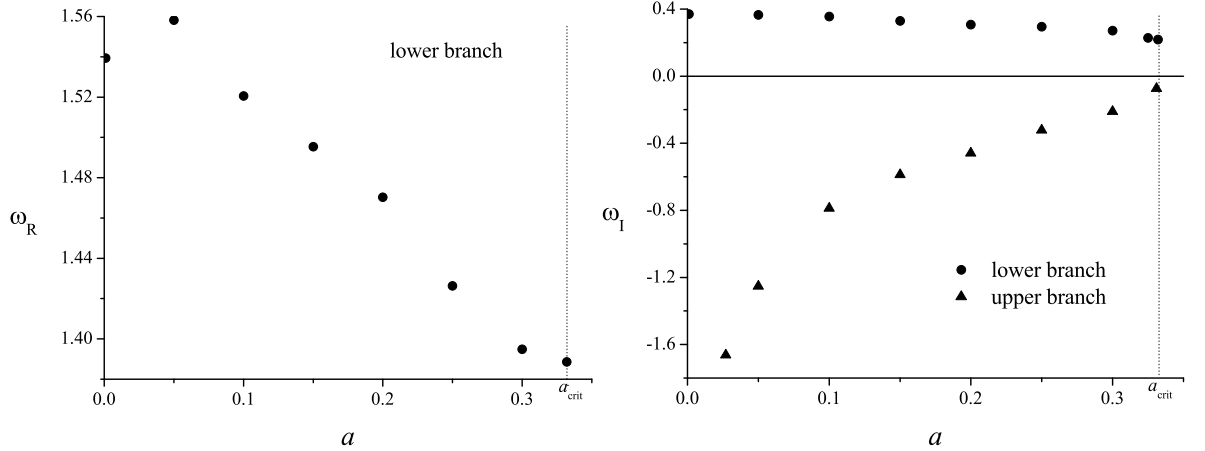 1.56
1.52
1.48
1.44
1.40
ω_R
lower branch
0.0
0.1
0.2
0.3
a_crit
a
0.4
0.0
-0.4
-0.8
-1.2
-1.6
ω_I
lower branch
upper branch
0.0
0.1
0.2
0.3
a_crit
a